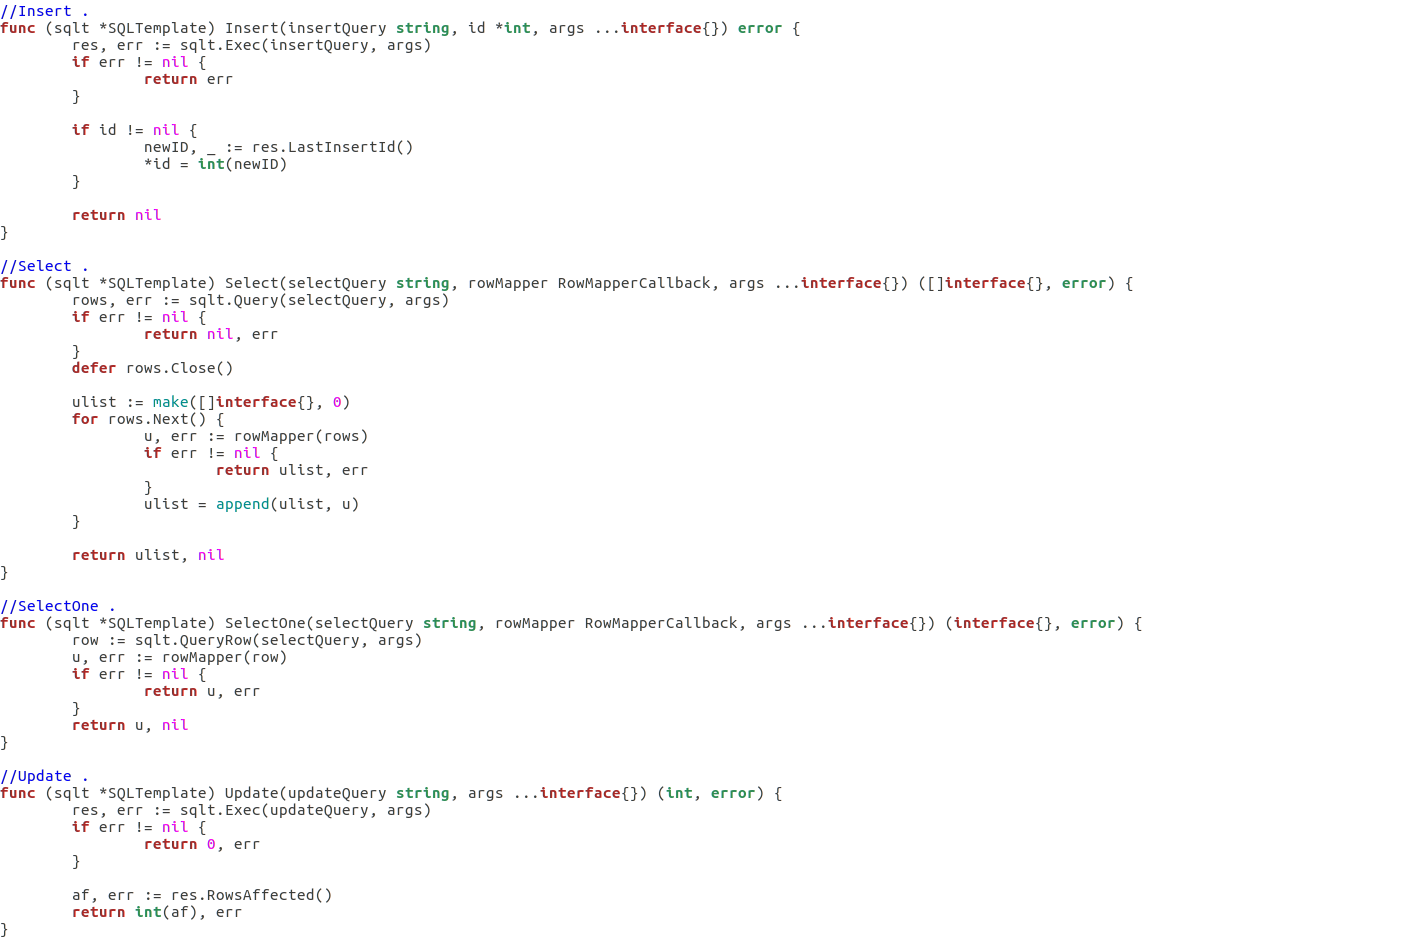 //Insert .
func (sqlt *SQLTemplate) Insert(insertQuery string, id *int, args ...interface{}) error {
        res, err := sqlt.Exec(insertQuery, args)
        if err != nil {
                return err
        }

        if id != nil {
                newID, _ := res.LastInsertId()
                *id = int(newID)
        }

        return nil
}

//Select .
func (sqlt *SQLTemplate) Select(selectQuery string, rowMapper RowMapperCallback, args ...interface{}) ([]interface{}, error) {
        rows, err := sqlt.Query(selectQuery, args)
        if err != nil {
                return nil, err
        }
        defer rows.Close()

        ulist := make([]interface{}, 0)
        for rows.Next() {
                u, err := rowMapper(rows)
                if err != nil {
                        return ulist, err
                }
                ulist = append(ulist, u)
        }

        return ulist, nil
}

//SelectOne .
func (sqlt *SQLTemplate) SelectOne(selectQuery string, rowMapper RowMapperCallback, args ...interface{}) (interface{}, error) {
        row := sqlt.QueryRow(selectQuery, args)
        u, err := rowMapper(row)
        if err != nil {
                return u, err
        }
        return u, nil
}

//Update .
func (sqlt *SQLTemplate) Update(updateQuery string, args ...interface{}) (int, error) {
        res, err := sqlt.Exec(updateQuery, args)
        if err != nil {
                return 0, err
        }

        af, err := res.RowsAffected()
        return int(af), err
}